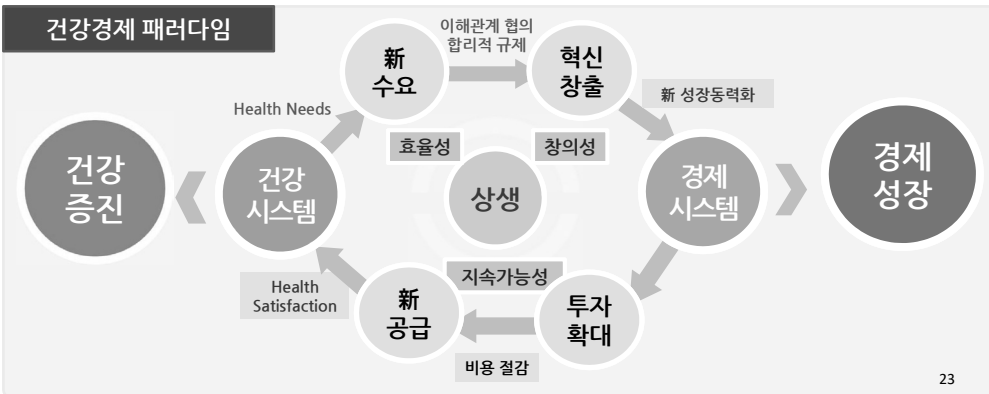 건강경제 패러다임
이해관계 협의
합리적 규제
新
수요
혁신
창출
Health Needs
新 성장동력화
효율성
창의성
건강
증진
건강
시스템
상생
경제
시스템
경제
성장
지속가능성
Health
Satisfaction
新
공급
투자
확대
비용 절감
23